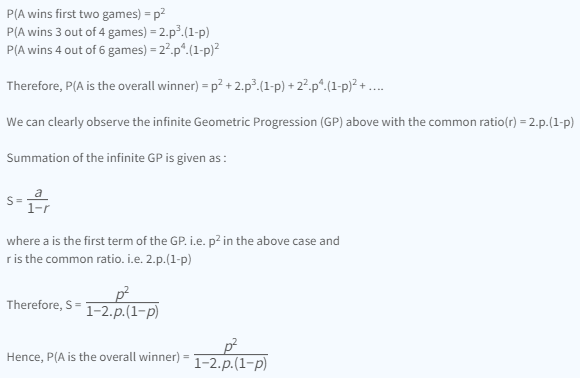 P(A wins first two games) = p²
P(A wins 3 out of 4 games) = 2.p³.(1-p)
P(A wins 4 out of 6 games) = 2².p⁴.(1-p)²
Therefore, P(A is the overall winner) = p² + 2.p³.(1-p) + 2².p⁴.(1-p)² + ....
We can clearly observe the infinite Geometric Progression (GP) above with the common ratio(r) = 2.p.(1-p)
Summation of the infinite GP is given as :
S = a/1−r
where a is the first term of the GP. i.e. p² in the above case and
r is the common ratio. i.e. 2.p.(1-p)
Therefore, S = p²/1−2.p.(1−p)
Hence, P(A is the overall winner) = p²/1−2.p.(1−p)